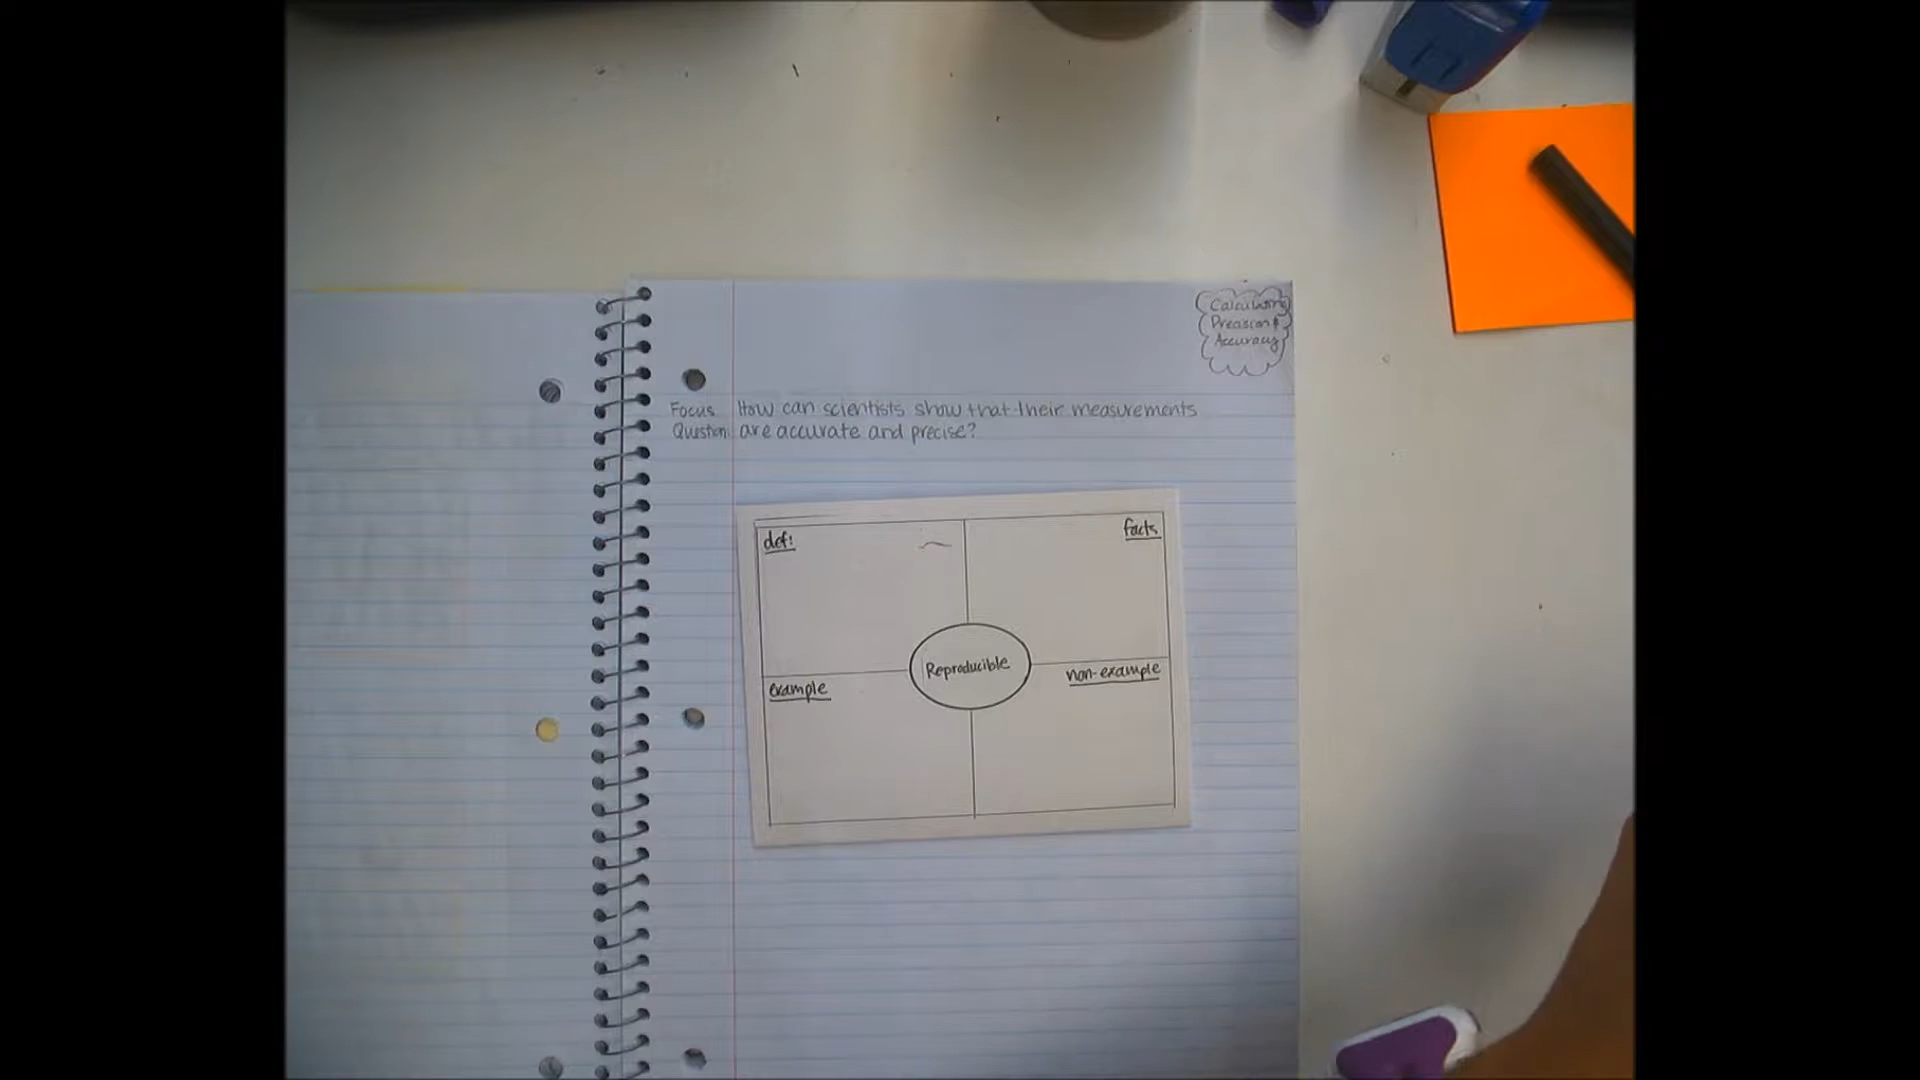 Calculating
Precision &
Accuracy
Focus How can scientists show that their measurements
Question are accurate and precise?
def:
facts
Reproducible
example
non-example